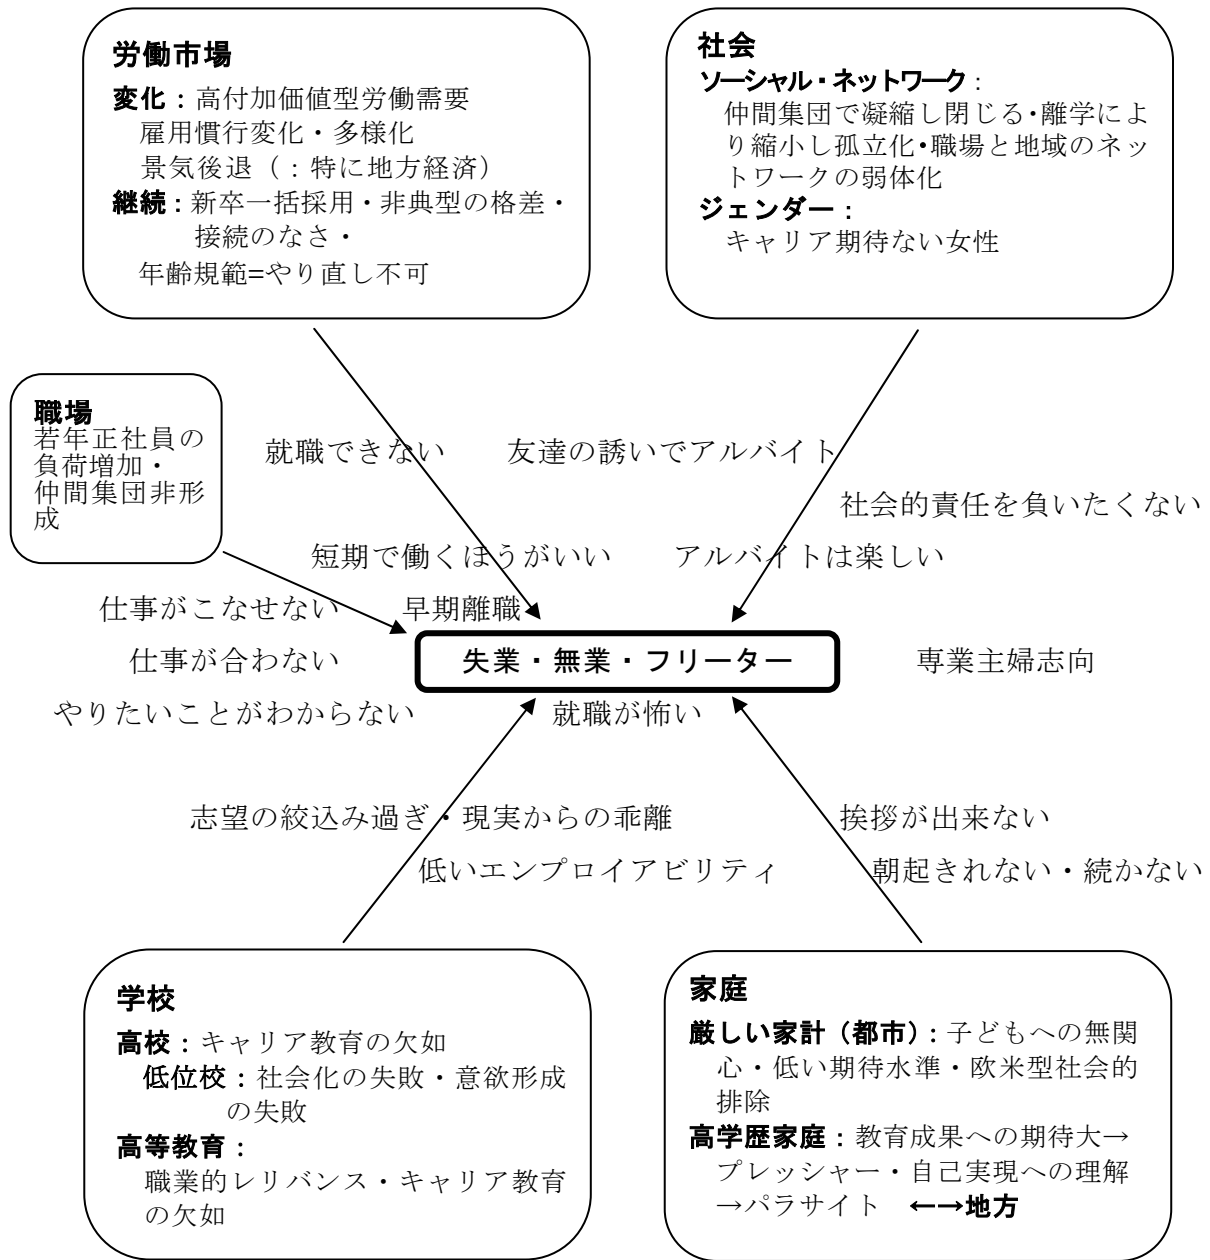 労働市場
変化：高付加価値型労働需要
雇用慣行変化・多様化
景気後退（：特に地方経済）
継続：新卒一括採用・非典型の格差・
接続のなさ・
年齢規範=やり直し不可
社会
ソーシャル・ネットワーク：
仲間集団で凝縮し閉じる・離学によ
り縮小し孤立化・職場と地域のネッ
トワークの弱体化
ジェンダー：
キャリア期待ない女性
職場
若年正社員の
負荷増加・
仲間集団非形
成
就職できない　友達の誘いでアルバイト
社会的責任を負いたくない
短期で働くほうがいい　アルバイトは楽しい
仕事がこなせない　早期離職
仕事が合わない　失業・無業・フリーター　専業主婦志向
やりたいことがわからない　就職が怖い
志望の絞込み過ぎ・現実からの乖離　挨拶が出来ない
低いエンプロイアビリティ　朝起きれない・続かない
学校
高校：キャリア教育の欠如
低位校：社会化の失敗・意欲形成
の失敗
高等教育：
職業的レリバンス・キャリア教育
の欠如
家庭
厳しい家計（都市）：子どもへの無関
心・低い期待水準・欧米型社会的
排除
高学歴家庭：教育成果への期待大→
プレッシャー・自己実現への理解
→パラサイト　←→地方